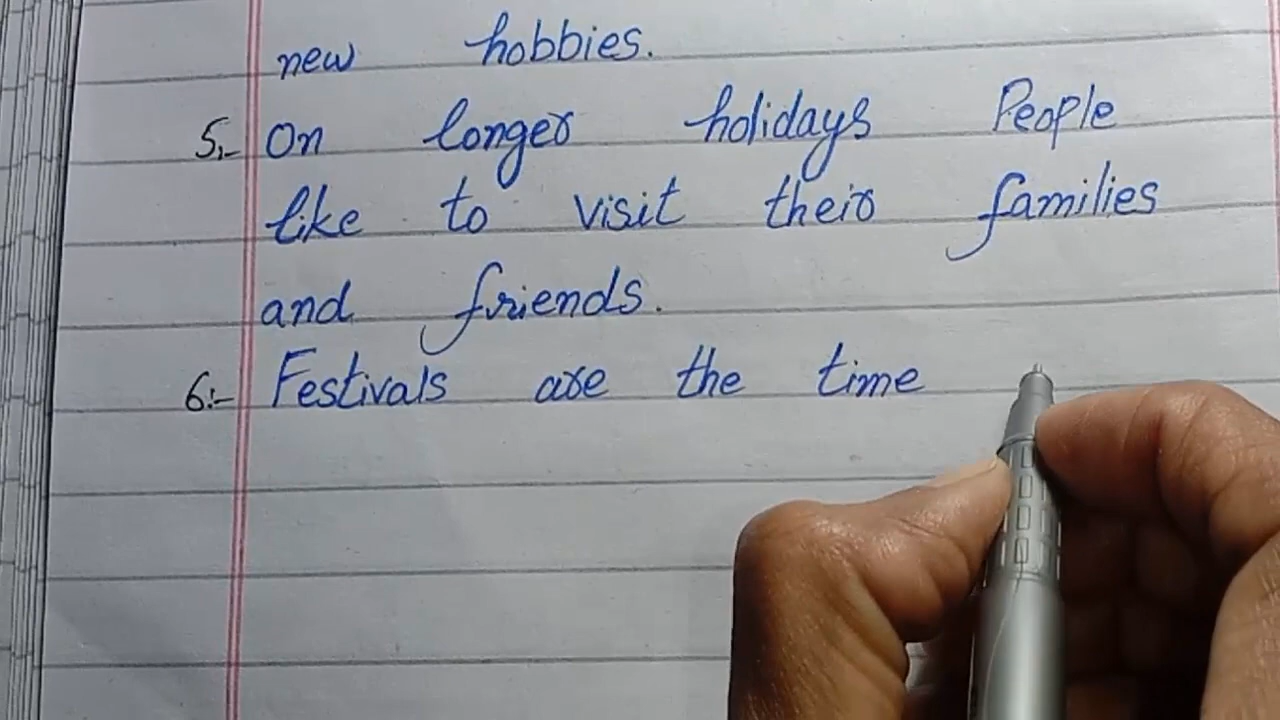 new hobbies.
5.- On longer holidays People
like to visit their families
and friends.
6:- Festivals are the time